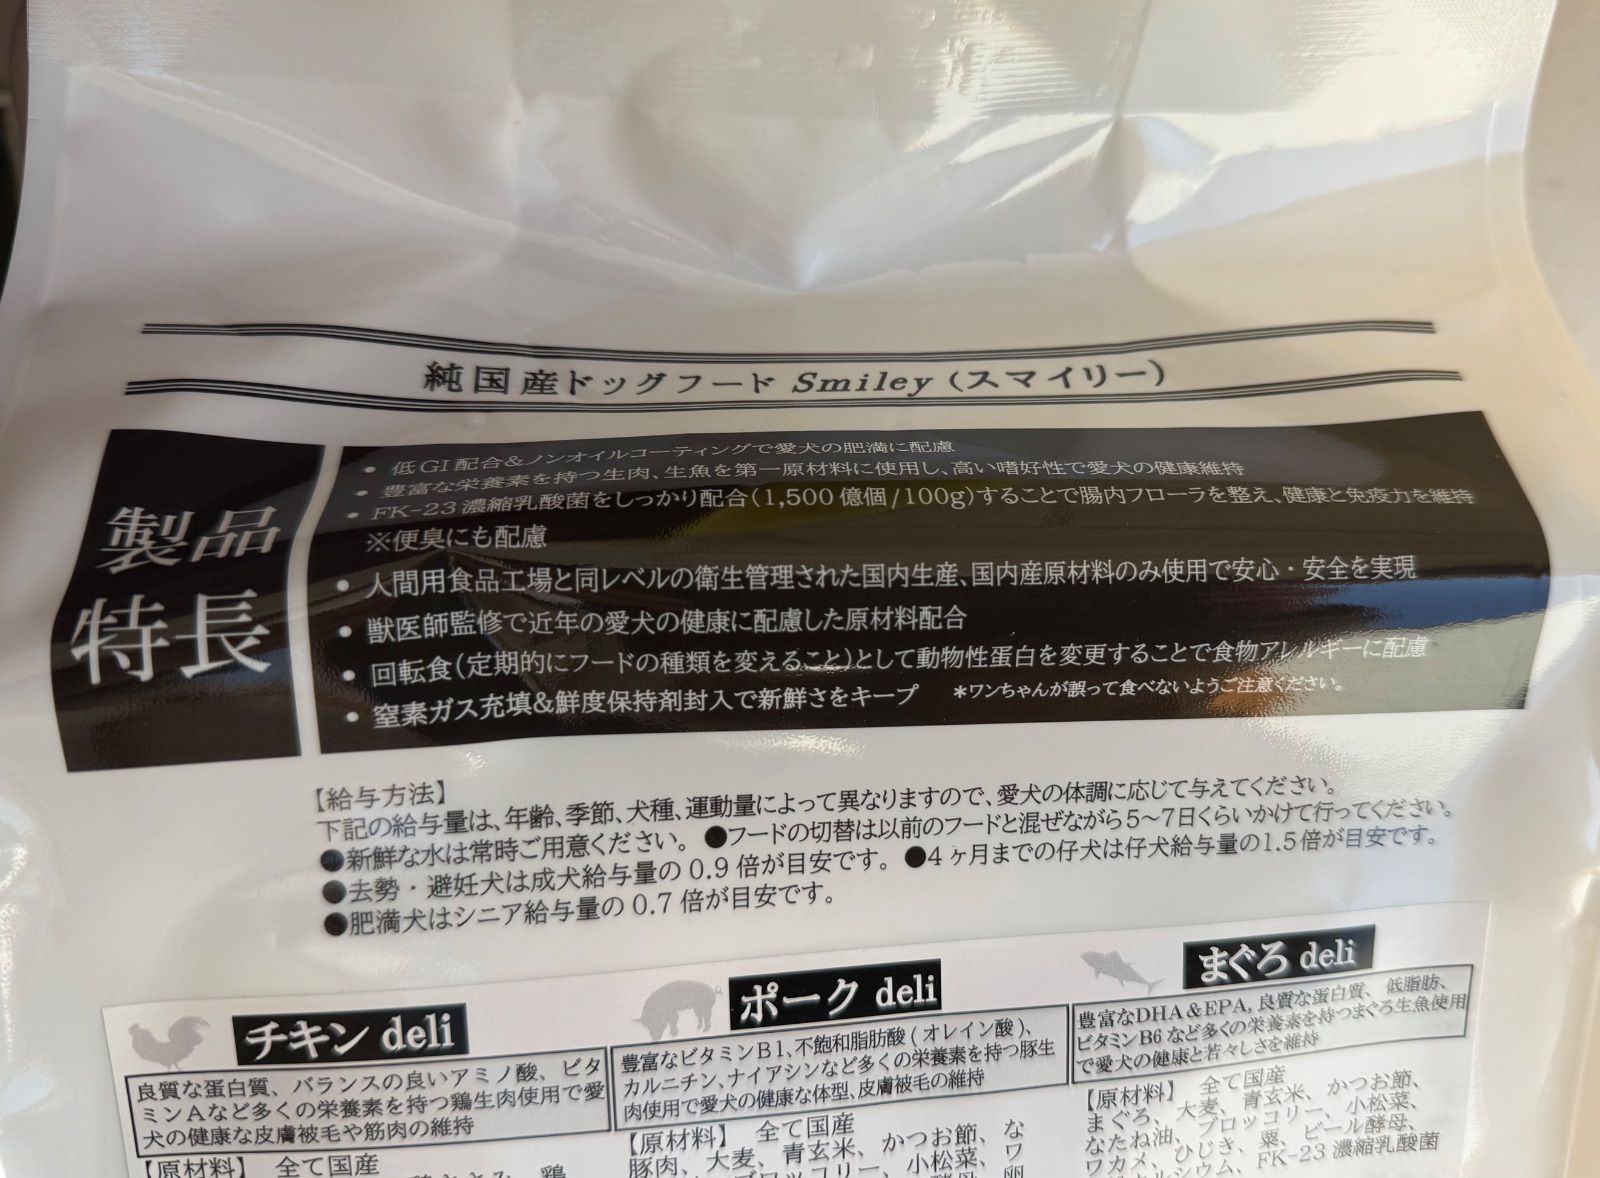 純国産ドッグフード Smiley (スマイリー)
製品
特長
• 低GI配合&ノンオイルコーティングで愛犬の肥満に配慮
• 豊富な栄養素を持つ生肉、生魚を第一原材料に使用し、高い嗜好性で愛犬の健康維持
• FK-23濃縮乳酸菌をしっかり配合(1,500億個/100g)することで腸内フローラを整え、健康と免疫力を維持
※便臭にも配慮
• 人間用食品工場と同レベルの衛生管理された国内生産、国内産原材料のみ使用で安心・安全を実現
• 獣医師監修で近年の愛犬の健康に配慮した原材料配合
• 回転食(定期的にフードの種類を変えること)として動物性蛋白を変更することで食物アレルギーに配慮
• 窒素ガス充填&鮮度保持剤封入で新鮮さをキープ *ワンちゃんが誤って食べないようご注意ください。
【給与方法】
下記の給与量は、年齢、季節、犬種、運動量によって異なりますので、愛犬の体調に応じて与えてください。
●新鮮な水は常時ご用意ください。 ●フードの切替は以前のフードと混ぜながら5~7日くらいかけて行ってください。
●去勢・避妊犬は成犬給与量の0.9倍が目安です。 ●4ヶ月までの仔犬は仔犬給与量の1.5倍が目安です。
●肥満犬はシニア給与量の0.7倍が目安です。
チキン deli
良質な蛋白質、バランスの良いアミノ酸、ビタ
ミンAなど多くの栄養素を持つ鶏生肉使用で愛
犬の健康な皮膚被毛や筋肉の維持
【原材料】 全て国産
ポーク deli
豊富なビタミンB1、不飽和脂肪酸(オレイン酸)、
カルニチン、ナイアシンなど多くの栄養素を持つ豚生
肉使用で愛犬の健康な体型、皮膚被毛の維持
【原材料】 全て国産
豚肉、大麦、青玄米、かつお節、な
ブロッコリー、小松菜、ワ
まぐろ deli
豊富なDHA&EPA, 良質な蛋白質、低脂肪、
ビタミンB6など多くの栄養素を持つまぐろ生魚使用
で愛犬の健康と若々しさを維持
【原材料】 全て国産
まぐろ、大麦、青玄米、かつお節、
なたね油、ブロッコリー、小松菜、
ワカメ、ひじき、粟、ビール酵母、
カルシウム、FK-23濃縮乳酸菌